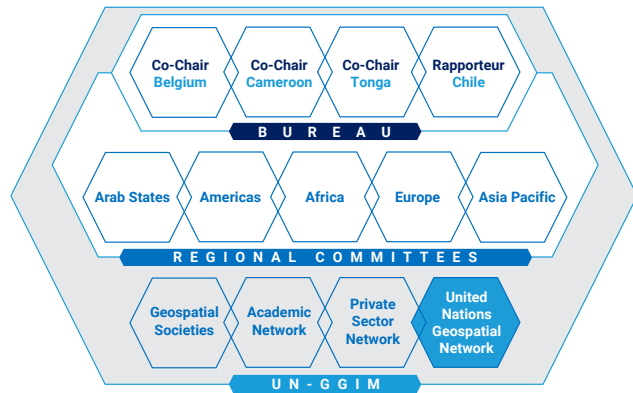 Co-Chair
Belgium
Co-Chair
Cameroon
Co-Chair
Tonga
Rapporteur
Chile
BUREAU
Arab States
Americas
Africa
Europe
Asia Pacific
REGIONAL COMMITTEES
Geospatial
Societies
Academic
Network
Private
Sector
Network
United
Nations
Geospatial
Network
UN-GGIM